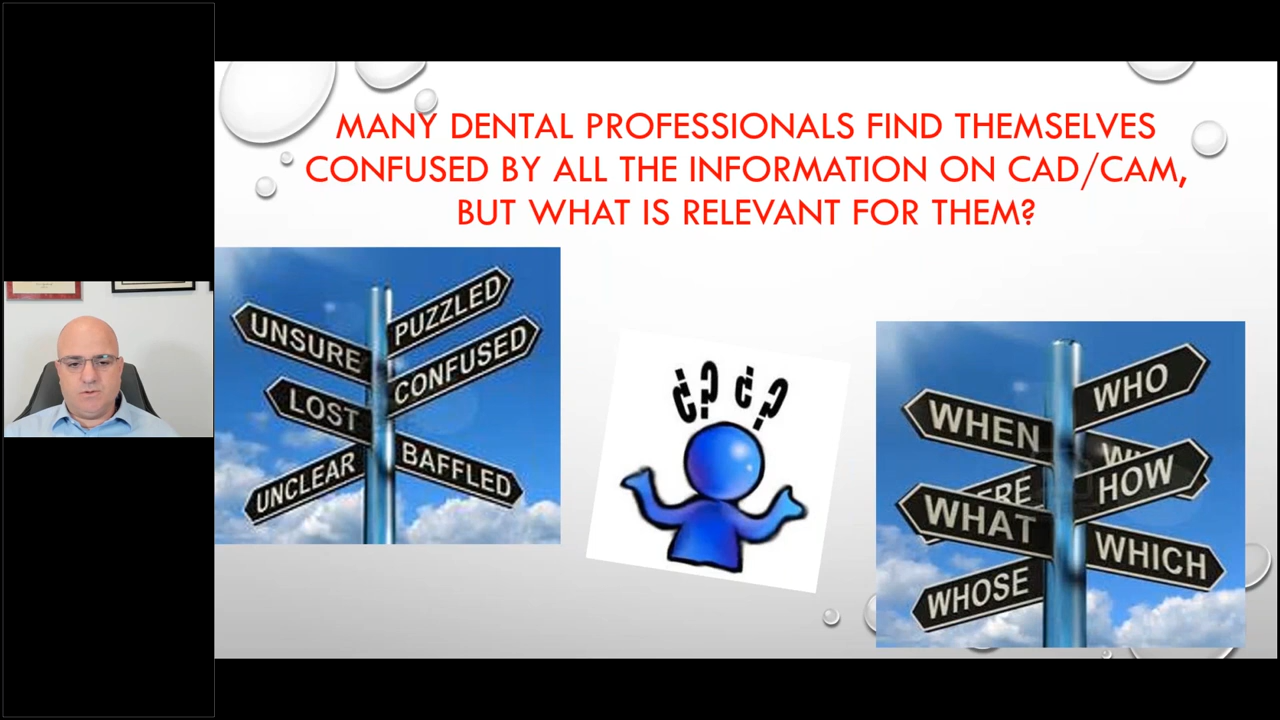 MANY DENTAL PROFESSIONALS FIND THEMSELVES
CONFUSED BY ALL THE INFORMATION ON CAD/CAM,
BUT WHAT IS RELEVANT FOR THEM?
UNSURE
PUZZLED
CONFUSED
LOST
BAFFLED
UNCLEAR
¿? ¿?
WHO
WHEN
HOW
WHAT
WHICH
WHOSE